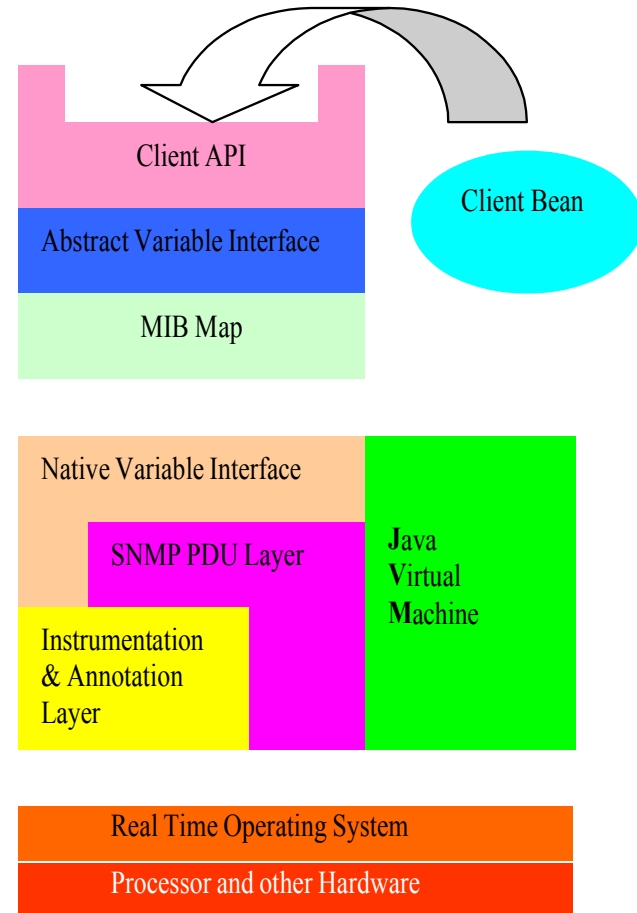 Client API
Client Bean
Abstract Variable Interface
MIB Map
Native Variable Interface
SNMP PDU Layer
Java
Virtual
Machine
Instrumentation
& Annotation
Layer
Real Time Operating System
Processor and other Hardware